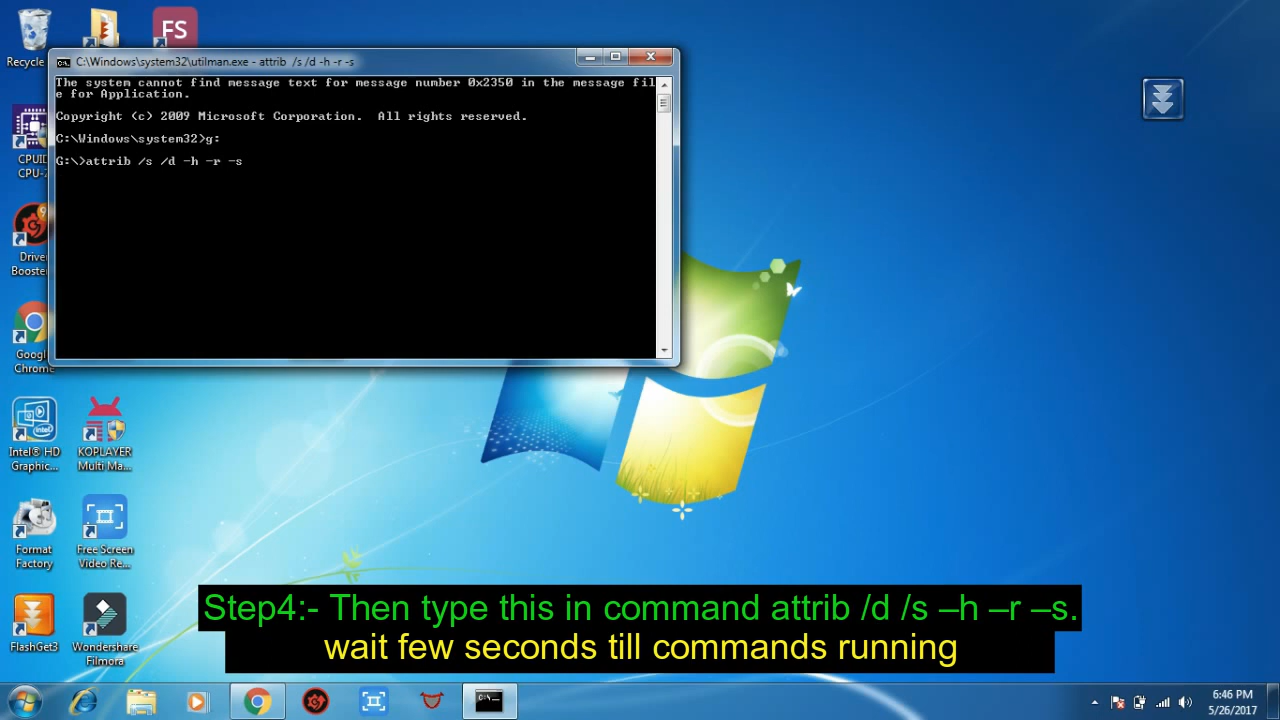 FS
Recycle
C:\Windows\system32\utilman.exe - attrib /s /d -h -r -s
The system cannot find message text for message number 0x2350 in the message fil
e for Application.
Copyright (c) 2009 Microsoft Corporation.  All rights reserved.
C:\Windows\system32>g:
G:\>attrib /s /d -h -r -s
CPUID
CPU-Z
Driver
Booster
Google
Chrome
Intel® HD
Graphic...
KOPLAYER
Multi Ma...
Format
Factory
Free Screen
Video Re...
FlashGet3
Wondershare
Filmora
Step4:- Then type this in command attrib /d /s –h –r –s.
wait few seconds till commands running
6:46 PM
5/26/2017